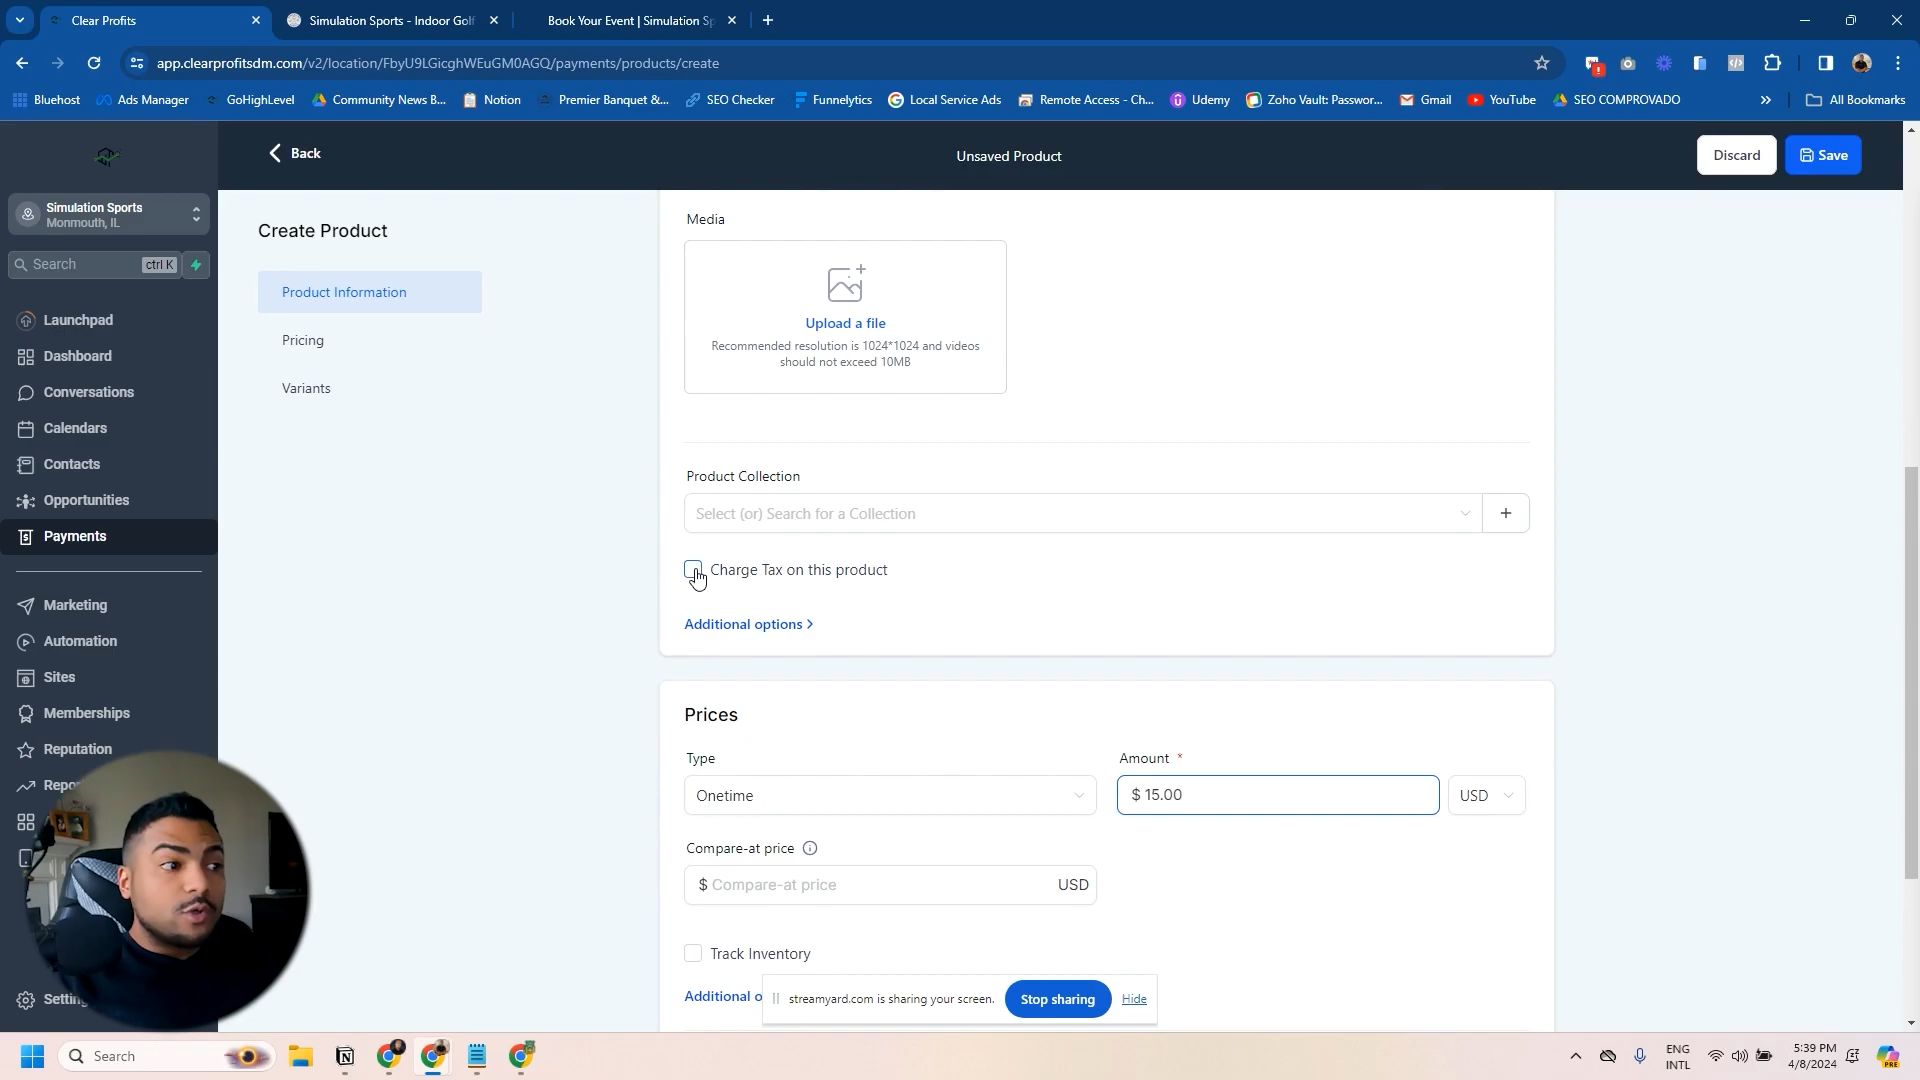 Clear Profits
Simulation Sports - Indoor Golf
Book Your Event | Simulation Sp
app.clearprofitsdm.com/v2/location/FbyU9LGicghWEuGM0AGQ/payments/products/create
Bluehost
Ads Manager
GoHighLevel
Community News B...
Notion
Premier Banquet &...
SEO Checker
Funnelytics
Local Service Ads
Remote Access - Ch...
Udemy
Zoho Vault: Passwor...
Gmail
YouTube
SEO COMPROVADO
All Bookmarks
Back
Unsaved Product
Discard
Save
Simulation Sports
Monmouth, IL
Search
ctrl K
Launchpad
Dashboard
Conversations
Calendars
Contacts
Opportunities
Payments
Marketing
Automation
Sites
Memberships
Reputation
Create Product
Product Information
Pricing
Variants
Media
Upload a file
Recommended resolution is 1024*1024 and videos
should not exceed 10MB
Product Collection
Select (or) Search for a Collection
+
Charge Tax on this product
Additional options >
Prices
Type
Amount *
Onetime
$ 15.00
USD
Compare-at price
$ Compare-at price
USD
Track Inventory
Additional o
streamyard.com is sharing your screen.
Stop sharing
Hide
Search
ENG
INTL
5:39 PM
4/8/2024
PRE